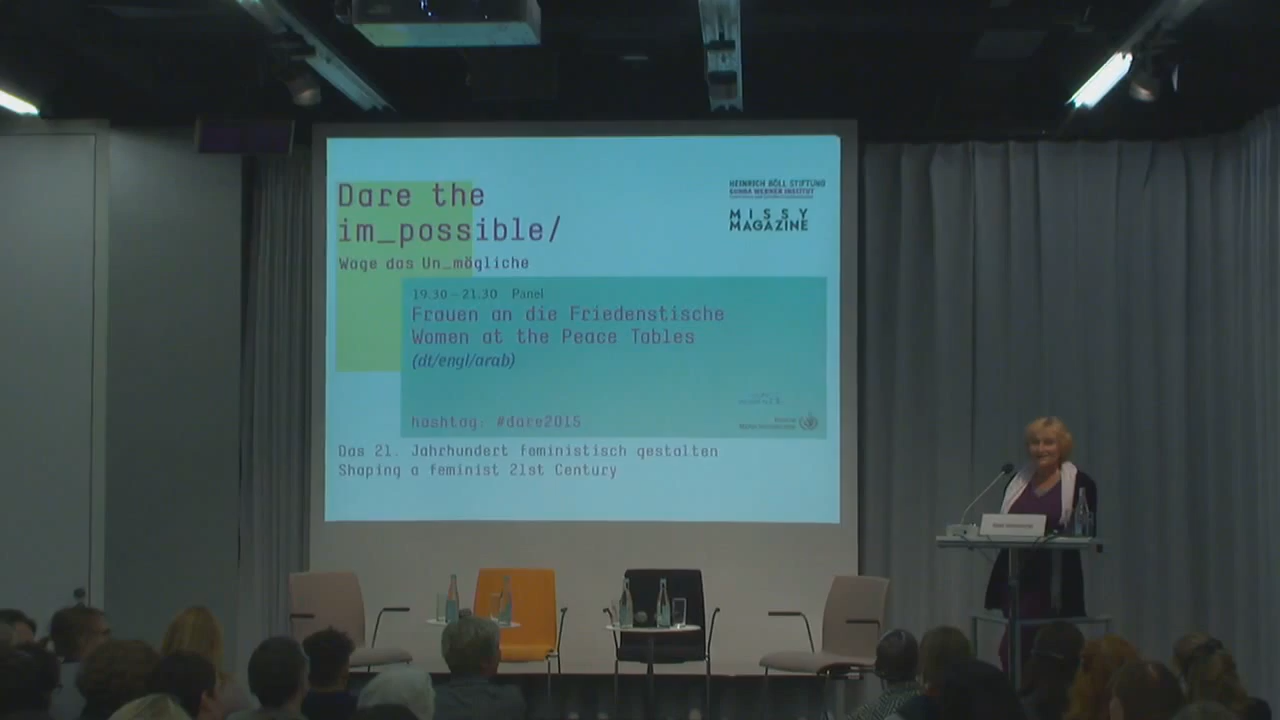 Dare the
im_possible/
Wage das Un_mögliche
HEINRICH BÖLL STIFTUNG
GUNDA WERNER INSTITUT
MISSY
MAGAZINE
19.30 – 21.30 Panel
Frauen an die Friedenstische
Women at the Peace Tables
(dt/engl/arab)
hashtag: #dare2015
Das 21. Jahrhundert feministisch gestalten
Shaping a feminist 21st Century